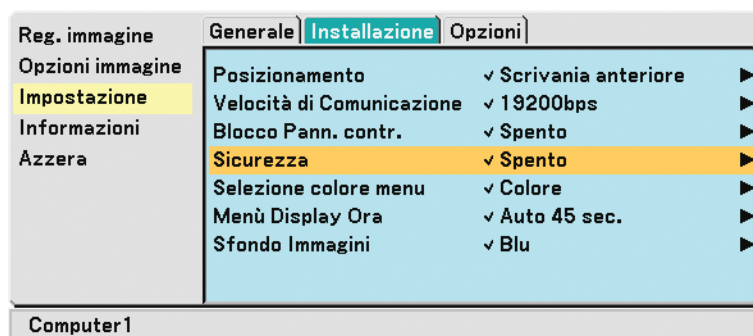 Reg. immagine
Opzioni immagine
Impostazione
Informazioni
Azzera
Generale Installazione Opzioni
Posizionamento ✓ Scrivania anteriore ▶
Velocità di Comunicazione ✓ 19200bps ▶
Blocco Pann. contr. ✓ Spento ▶
Sicurezza ✓ Spento ▶
Selezione colore menu ✓ Colore ▶
Menù Display Ora ✓ Auto 45 sec. ▶
Sfondo Immagini ✓ Blu ▶
Computer1